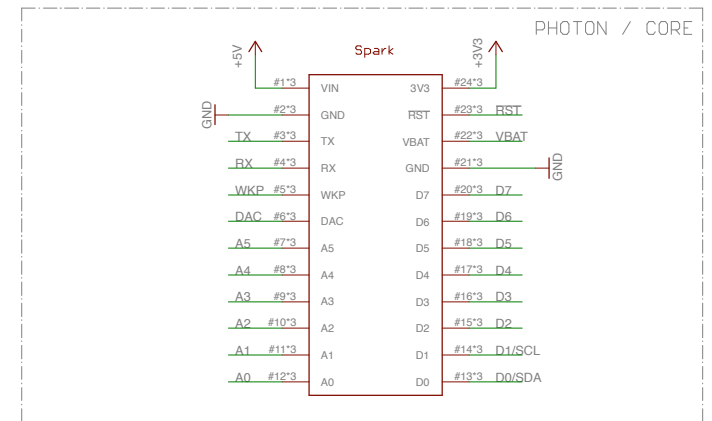 PHOTON / CORE
Spark
+5V
+3V3
#1*3 VIN 3V3 #24*3
GND #2*3 GND RST #23*3 RST
TX #3*3 TX VBAT #22*3 VBAT
RX #4*3 RX GND #21*3 GND
WKP #5*3 WKP D7 #20*3 D7
DAC #6*3 DAC D6 #19*3 D6
A5 #7*3 A5 D5 #18*3 D5
A4 #8*3 A4 D4 #17*3 D4
A3 #9*3 A3 D3 #16*3 D3
A2 #10*3 A2 D2 #15*3 D2
A1 #11*3 A1 D1 #14*3 D1/SCL
A0 #12*3 A0 D0 #13*3 D0/SDA